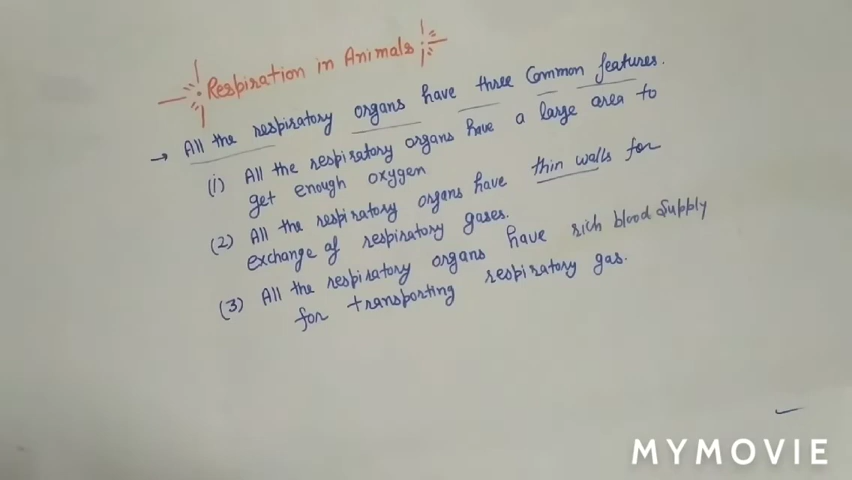 Respiration in Animals
→ All the respiratory organs have three Common features.
(i) All the respiratory organs have a large area to
get enough oxygen
(2) All the respiratory organs have thin walls for
exchange of respiratory gases.
(3) All the respiratory organs have rich blood Supply
for transporting respiratory gas.
MYMOVIE